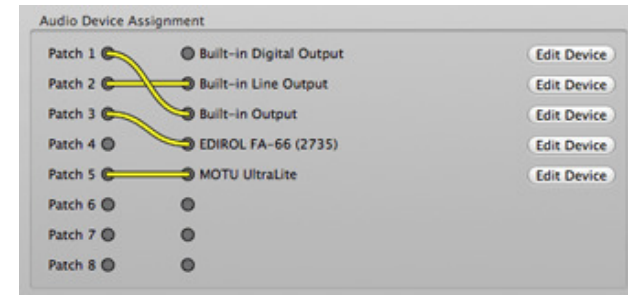 Audio Device Assignment
Patch 1 Built-in Digital Output Edit Device
Patch 2 Built-in Line Output Edit Device
Patch 3 Built-in Output Edit Device
Patch 4 EDIROL FA-66 (2735) Edit Device
Patch 5 MOTU UltraLite Edit Device
Patch 6
Patch 7
Patch 8